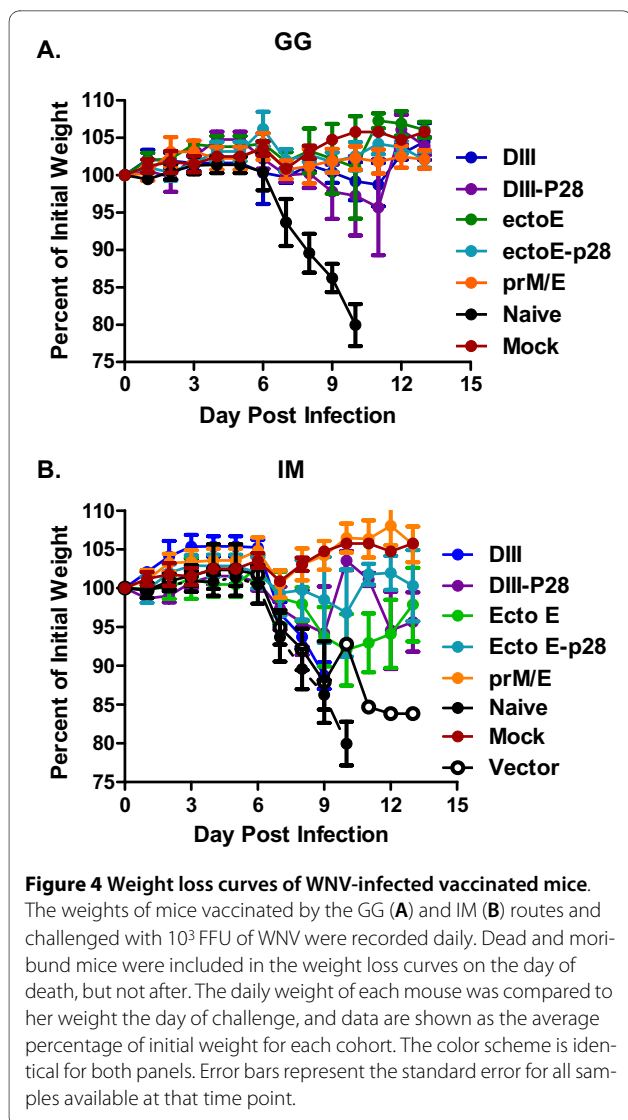 A.
GG
Percent of Initial Weight
110
105
100
95
90
85
80
75
0 3 6 9 12 15
Day Post Infection
DIII
DIII-P28
ectoE
ectoE-p28
prM/E
Naive
Mock
B.
IM
Percent of Initial Weight
110
105
100
95
90
85
80
75
0 3 6 9 12 15
Day Post Infection
DIII
DIII-P28
Ecto E
Ecto E-p28
prM/E
Naive
Mock
Vector
Figure 4 Weight loss curves of WNV-infected vaccinated mice.
The weights of mice vaccinated by the GG (A) and IM (B) routes and
challenged with 10³ FFU of WNV were recorded daily. Dead and mori-
bund mice were included in the weight loss curves on the day of
death, but not after. The daily weight of each mouse was compared to
her weight the day of challenge, and data are shown as the average
percentage of initial weight for each cohort. The color scheme is iden-
tical for both panels. Error bars represent the standard error for all sam-
ples available at that time point.